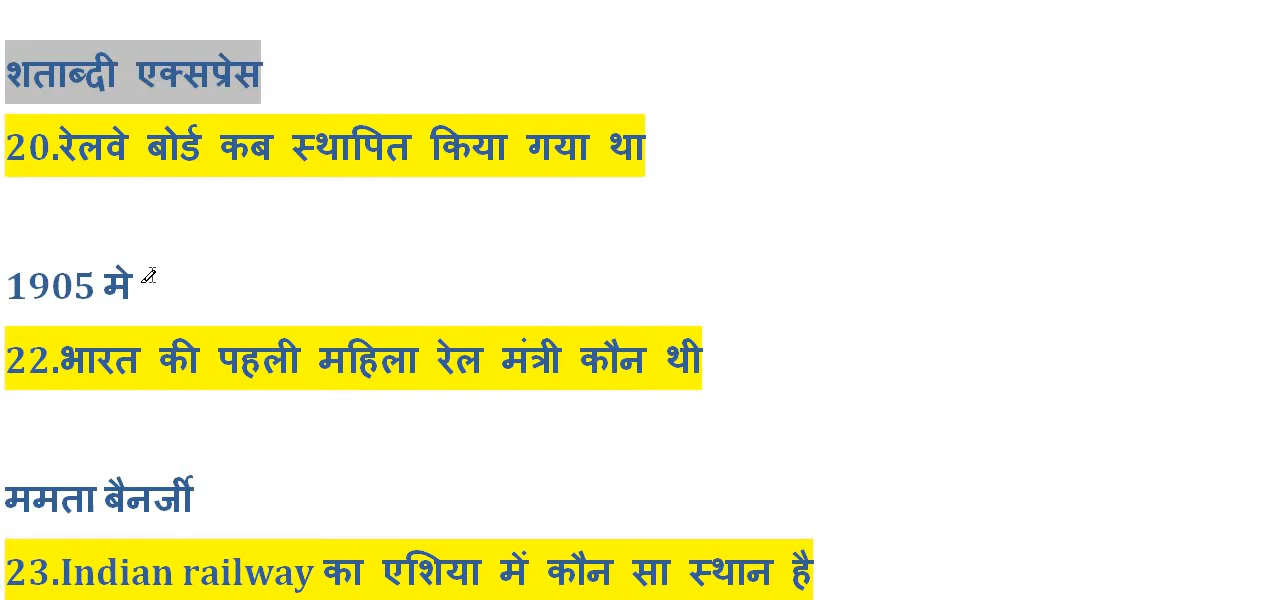 शताब्दी एक्सप्रेस
20.रेलवे बोर्ड कब स्थापित किया गया था
1905 मे
22.भारत की पहली महिला रेल मंत्री कौन थी
ममता बैनर्जी
23.Indian railway का एशिया में कौन सा स्थान है